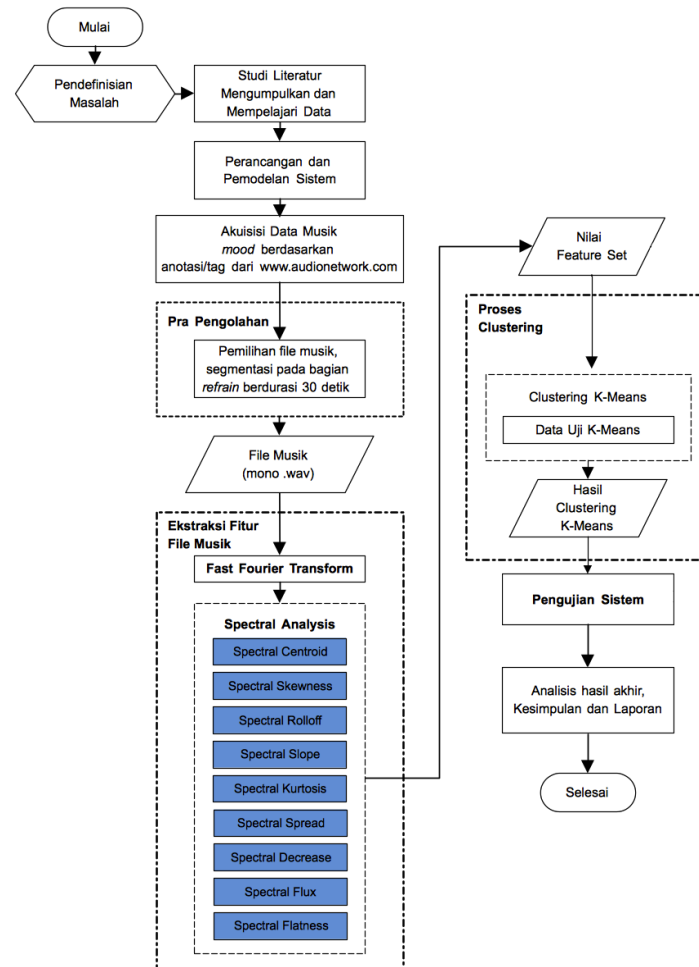 Mulai
Pendefinisian
Masalah
Studi Literatur
Mengumpulkan dan
Mempelajari Data
Perancangan dan
Pemodelan Sistem
Akuisisi Data Musik
mood berdasarkan
anotasi/tag dari www.audionetwork.com
Pra Pengolahan
Pemilihan file musik,
segmentasi pada bagian
refrain berdurasi 30 detik
File Musik
(mono .wav)
Ekstraksi Fitur
File Musik
Fast Fourier Transform
Spectral Analysis
Spectral Centroid
Spectral Skewness
Spectral Rolloff
Spectral Slope
Spectral Kurtosis
Spectral Spread
Spectral Decrease
Spectral Flux
Spectral Flatness
Nilai
Feature Set
Proses
Clustering
Clustering K-Means
Data Uji K-Means
Hasil
Clustering
K-Means
Pengujian Sistem
Analisis hasil akhir,
Kesimpulan dan Laporan
Selesai